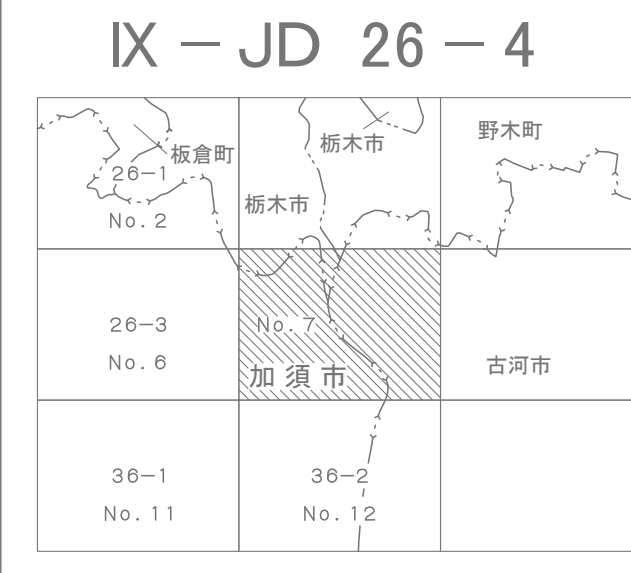 Ⅸ－JD 26－4
野木町
栃木市
板倉町
26-1
栃木市
No.2
26-3
No.7
No.6
古河市
加須市
36-1
36-2
No.11
No.12